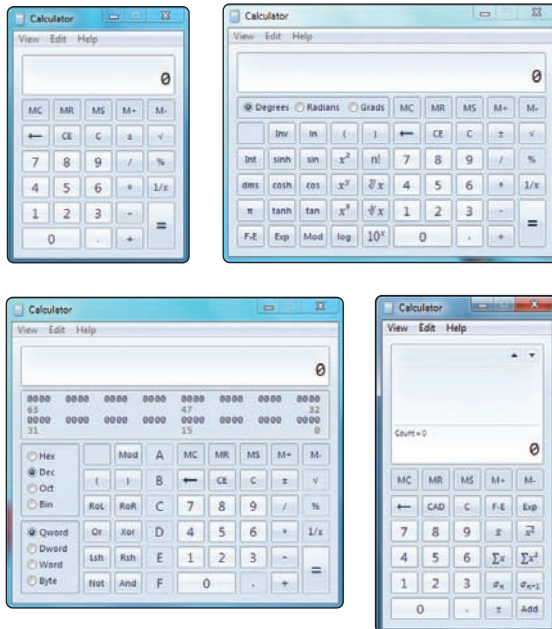 Calculator
View Edit Help
0
MC MR MS M+ M-
← CE C ± √
7 8 9 / %
4 5 6 * 1/x
1 2 3 - =
0 . +
Calculator
View Edit Help
0
Degrees Radians Grads MC MR MS M+ M-
Inv ln ( ) ← CE C ± √
Int sinh sin x² n! 7 8 9 / %
dms cosh cos xʸ ʸ√x 4 5 6 * 1/x
π tanh tan x³ ³√x 1 2 3 - =
F-E Exp Mod log 10ˣ 0 . +
Calculator
View Edit Help
0
0000 0000 0000 0000 0000 0000 0000 0000
63 47 32
0000 0000 0000 0000 0000 0000 0000 0000
31 15 0
Hex Mod A MC MR MS M+ M-
Dec ( ) B ← CE C ± √
Oct
Bin RoL RoR C 7 8 9 / %
Qword Or Xor D 4 5 6 * 1/x
Dword
Word Lsh Rsh E 1 2 3 - =
Byte Not And F 0 . +
Calculator
View Edit Help
Count = 0
0
MC MR MS M+ M-
← CAD C F-E Exp
7 8 9 x̄ x̄²
4 5 6 Σx Σx²
1 2 3 σₙ σₙ₋₁
0 . ± Add